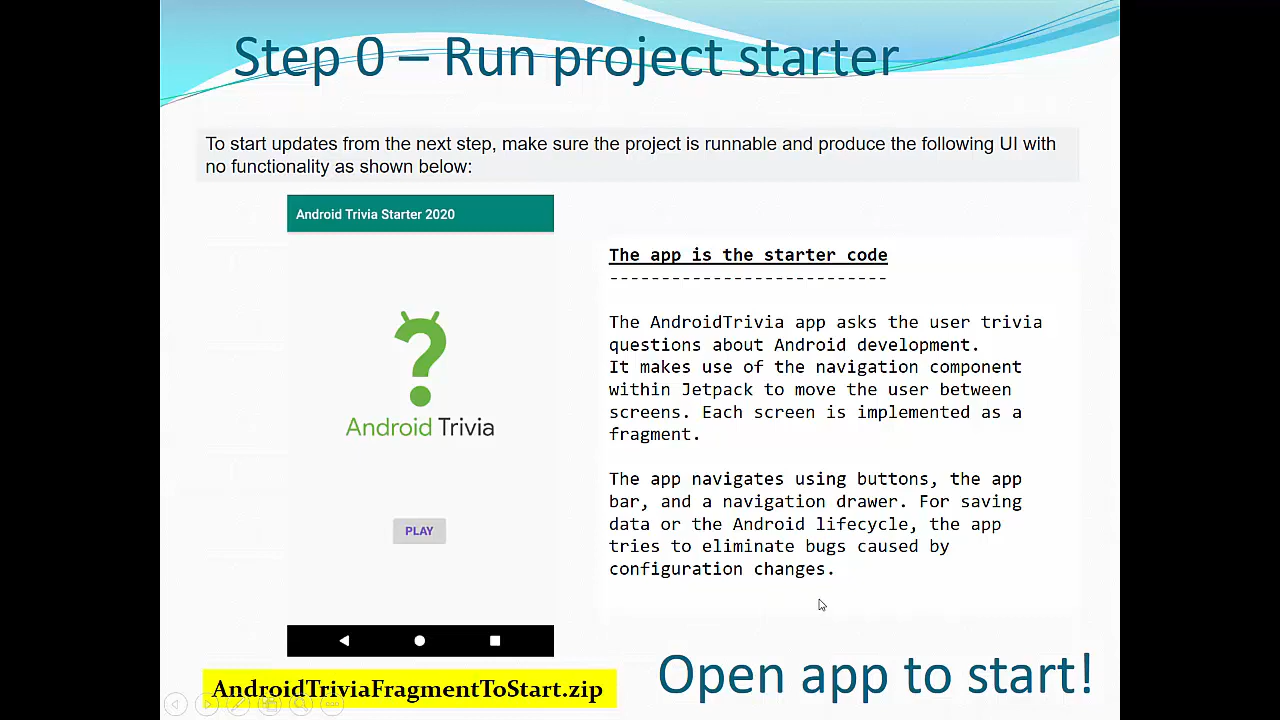 Step 0 – Run project starter
To start updates from the next step, make sure the project is runnable and produce the following UI with
no functionality as shown below:
Android Trivia Starter 2020
Android Trivia
PLAY
The app is the starter code
---------------------------
The AndroidTrivia app asks the user trivia
questions about Android development.
It makes use of the navigation component
within Jetpack to move the user between
screens. Each screen is implemented as a
fragment.
The app navigates using buttons, the app
bar, and a navigation drawer. For saving
data or the Android lifecycle, the app
tries to eliminate bugs caused by
configuration changes.
AndroidTriviaFragmentToStart.zip
Open app to start!